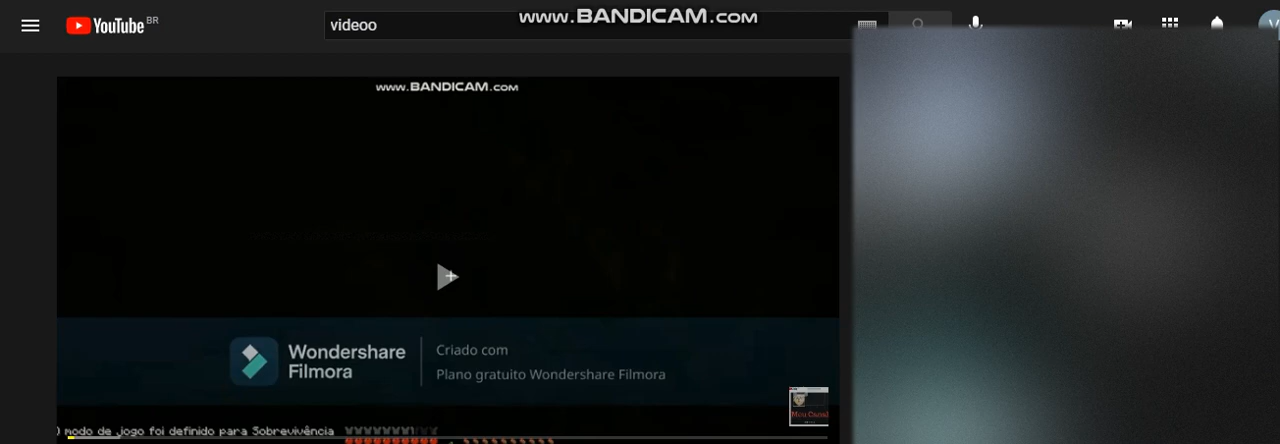 www.BANDICAM.com
YouTube BR
videoo
V
www.BANDICAM.com
Wondershare
Filmora
Criado com
Plano gratuito Wondershare Filmora
O modo de jogo foi definido para Sobrevivência